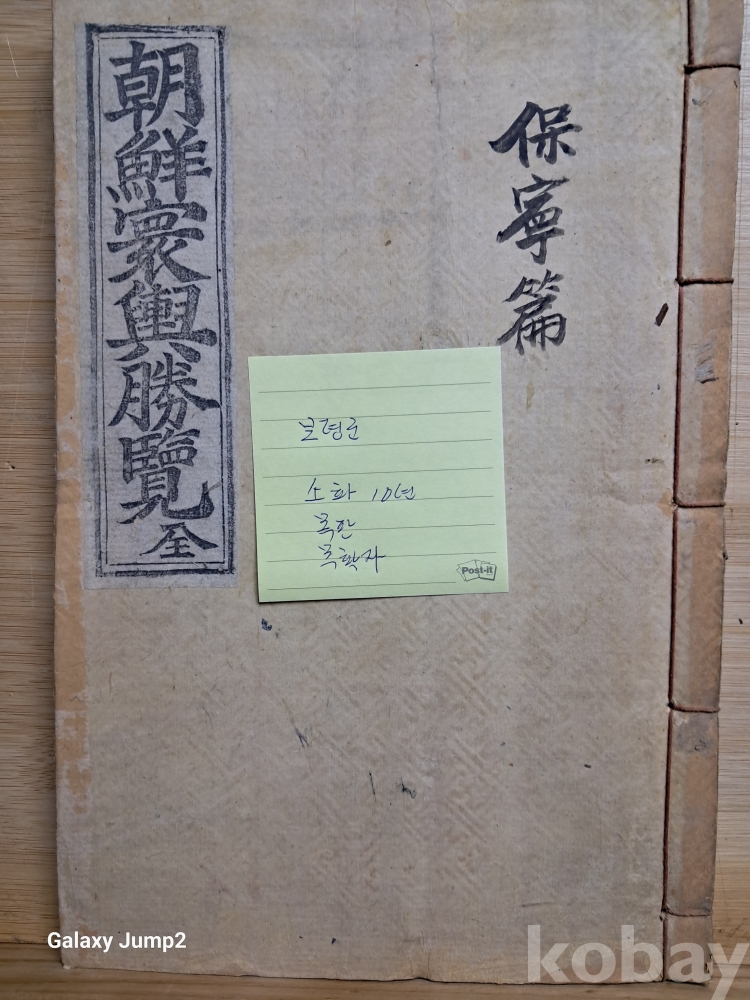 保寧篇
朝鮮寰輿勝覽 全
보령군
소화 10년
목한
목활자
Post-it
Galaxy Jump2
kobay